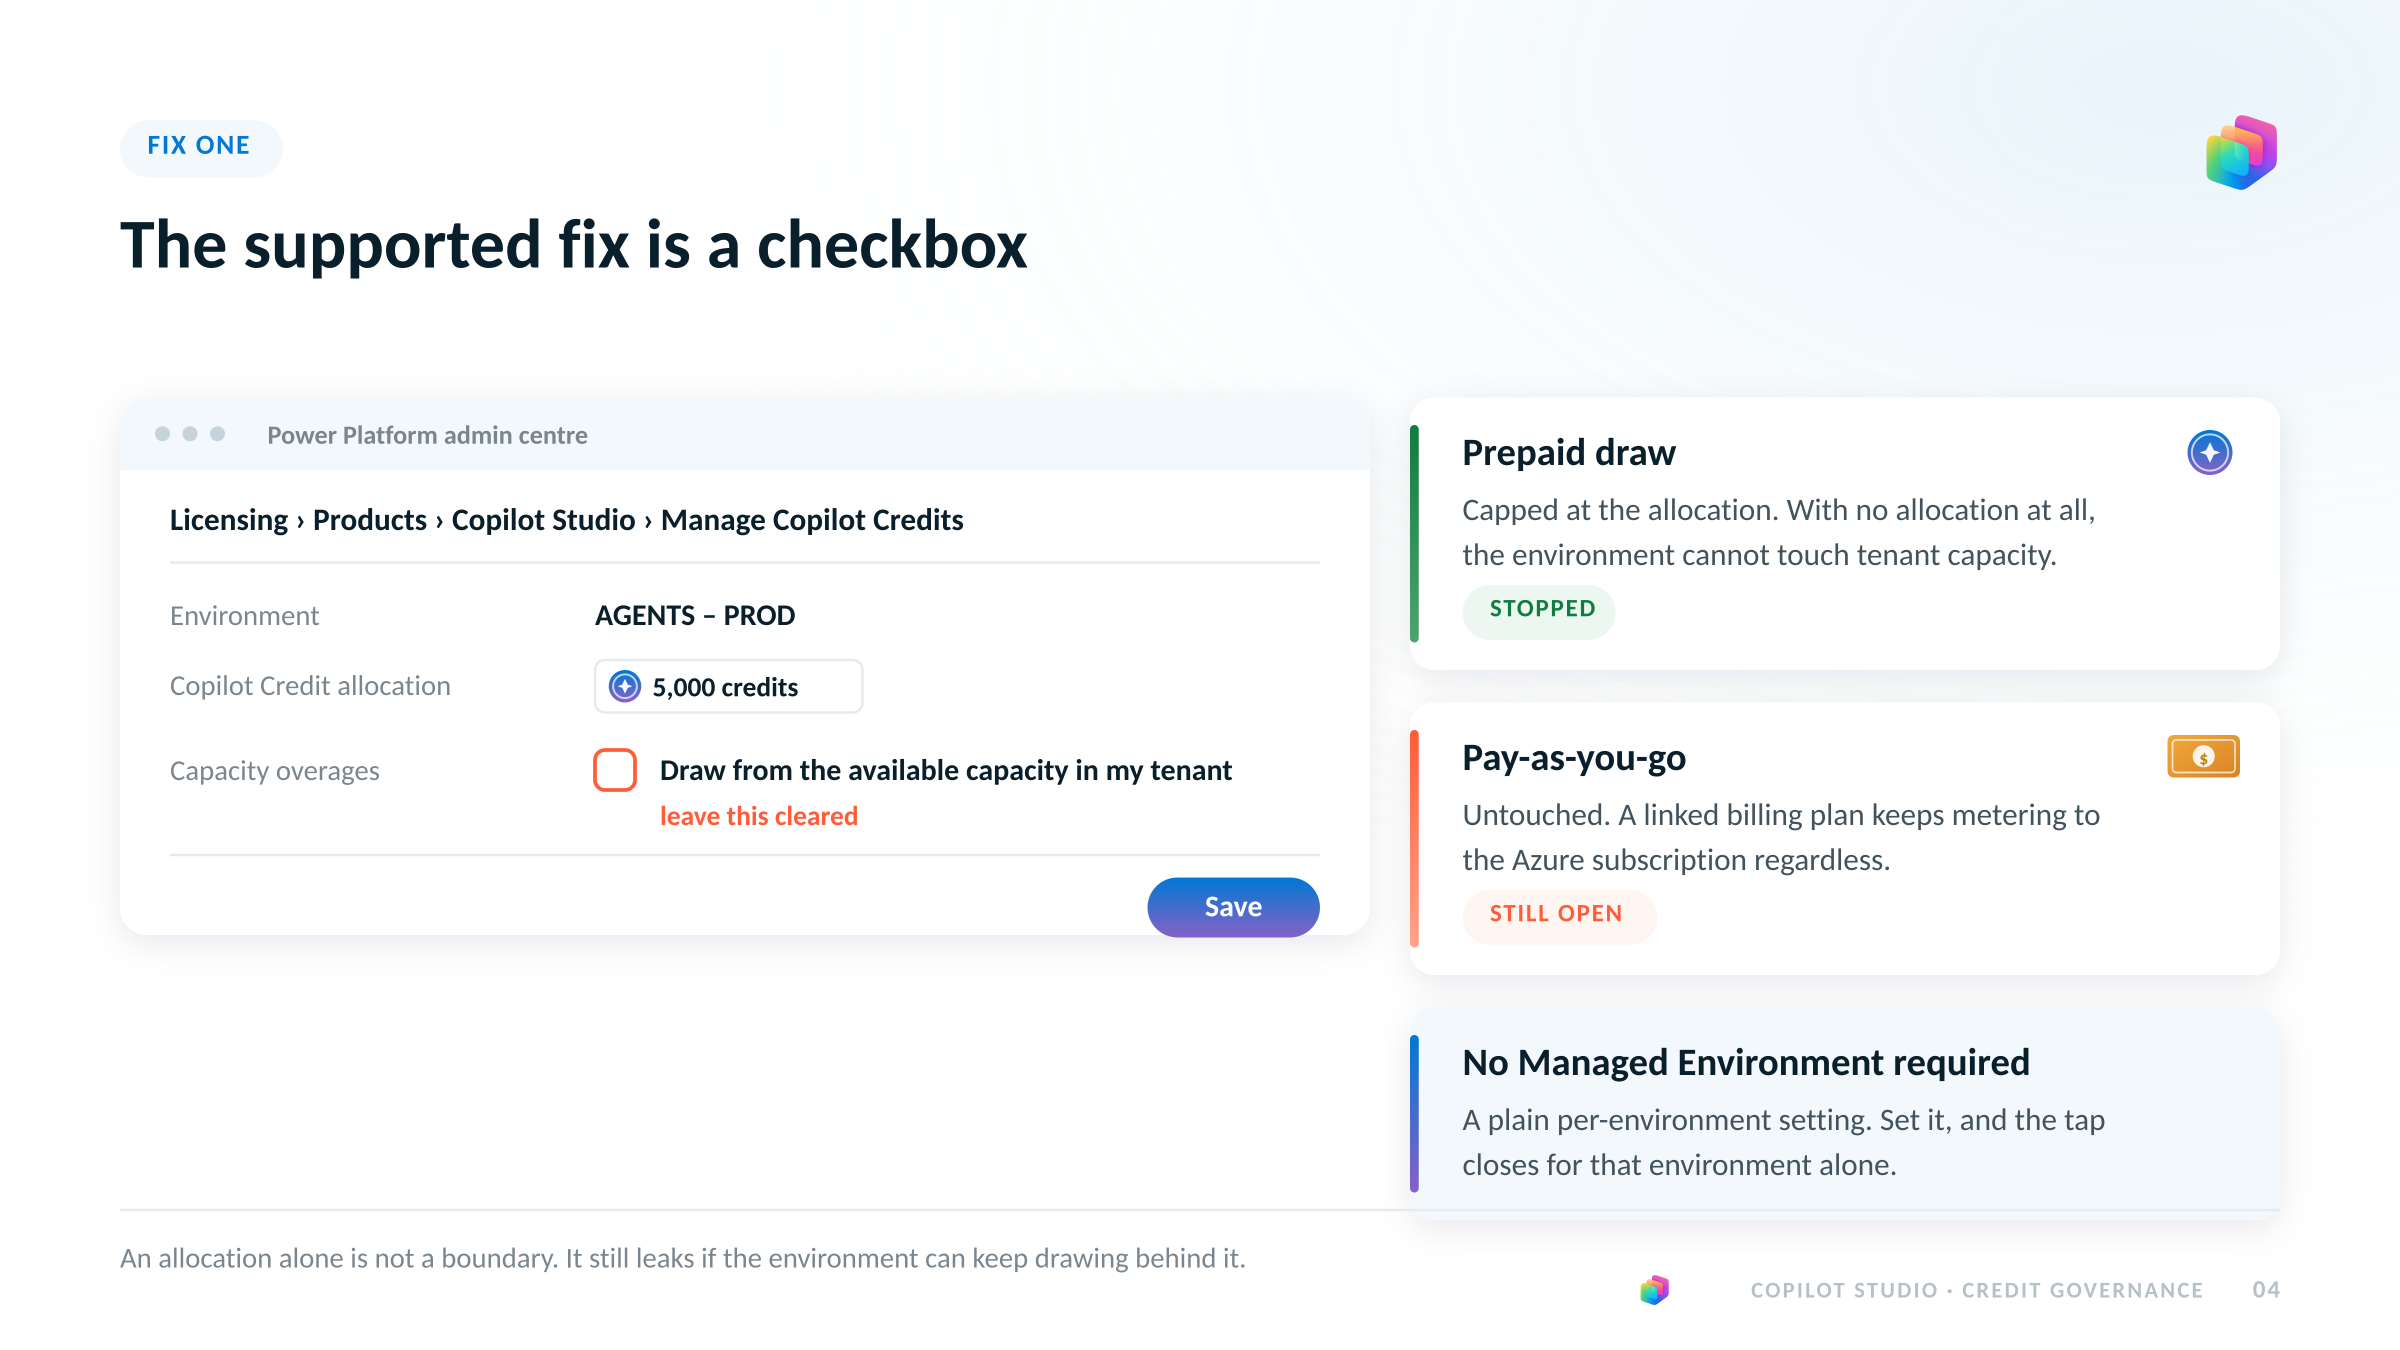 FIX ONE
The supported fix is a checkbox
Power Platform admin centre
Licensing › Products › Copilot Studio › Manage Copilot Credits
Environment
AGENTS – PROD
Copilot Credit allocation
5,000 credits
Capacity overages
Draw from the available capacity in my tenant
leave this cleared
Save
Prepaid draw
Capped at the allocation. With no allocation at all,
the environment cannot touch tenant capacity.
STOPPED
Pay-as-you-go
$
Untouched. A linked billing plan keeps metering to
the Azure subscription regardless.
STILL OPEN
No Managed Environment required
A plain per-environment setting. Set it, and the tap
closes for that environment alone.
An allocation alone is not a boundary. It still leaks if the environment can keep drawing behind it.
COPILOT STUDIO · CREDIT GOVERNANCE
04